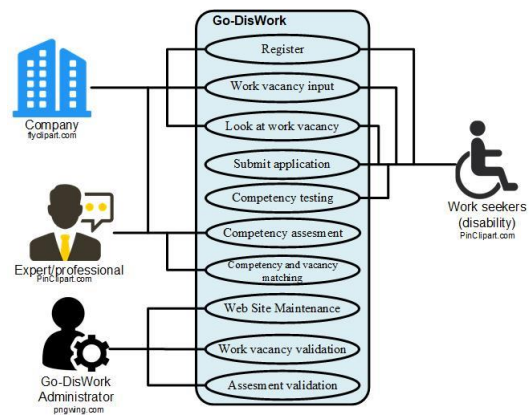 Go-DisWork
Register
Work vacancy input
Look at work vacancy
Submit application
Competency testing
Competency assesment
Competency and vacancy
matching
Web Site Maintenance
Work vacancy validation
Assesment validation
Company
flyclipart.com
Expert/professional
PinClipart.com
Go-DisWork
Administrator
pngwing.com
Work seekers
(disability)
PinClipart.com